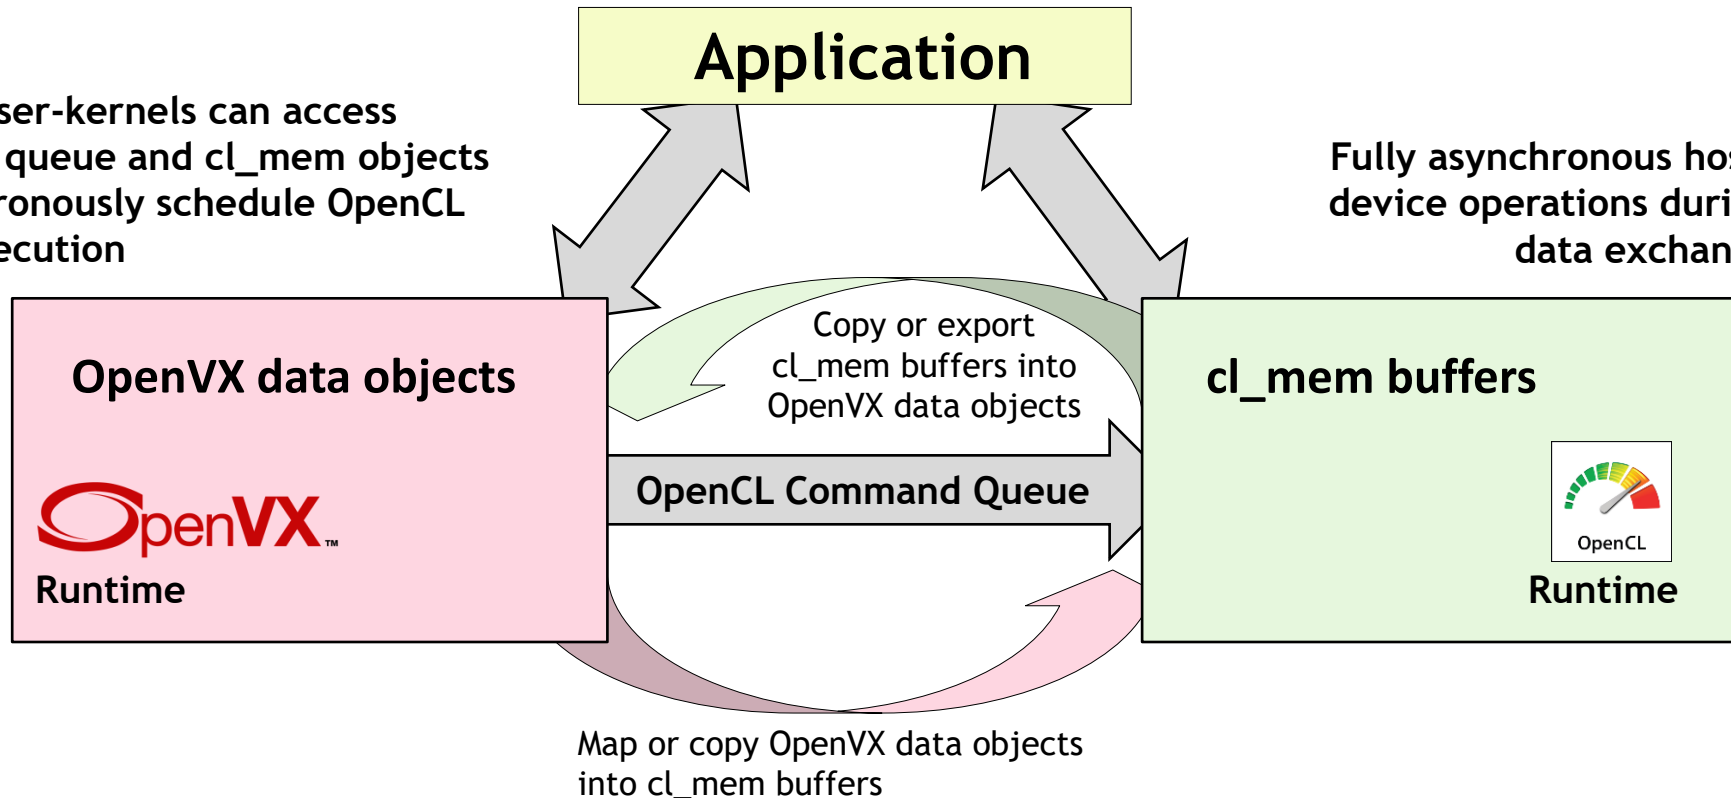 Application
ser-kernels can access
queue and cl_mem objects
ronously schedule OpenCL
ecution
Fully asynchronous hos
device operations duri
data exchan
Copy or export
cl_mem buffers into
OpenVX data objects
OpenVX data objects
cl_mem buffers
OpenCL Command Queue
OpenVX™
Runtime
OpenCL
Runtime
Map or copy OpenVX data objects
into cl_mem buffers